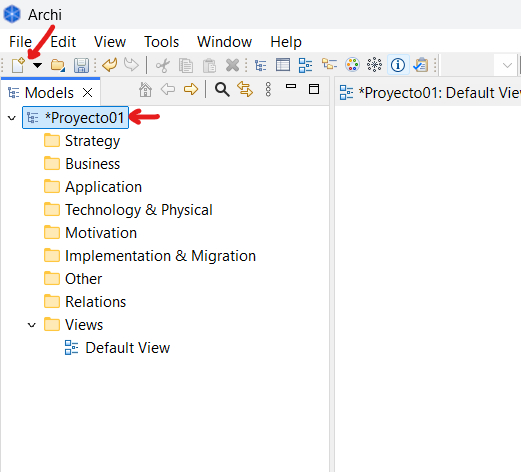 Archi
File Edit View Tools Window Help
Models
*Proyecto01: Default Vie
*Proyecto01
Strategy
Business
Application
Technology & Physical
Motivation
Implementation & Migration
Other
Relations
Views
Default View